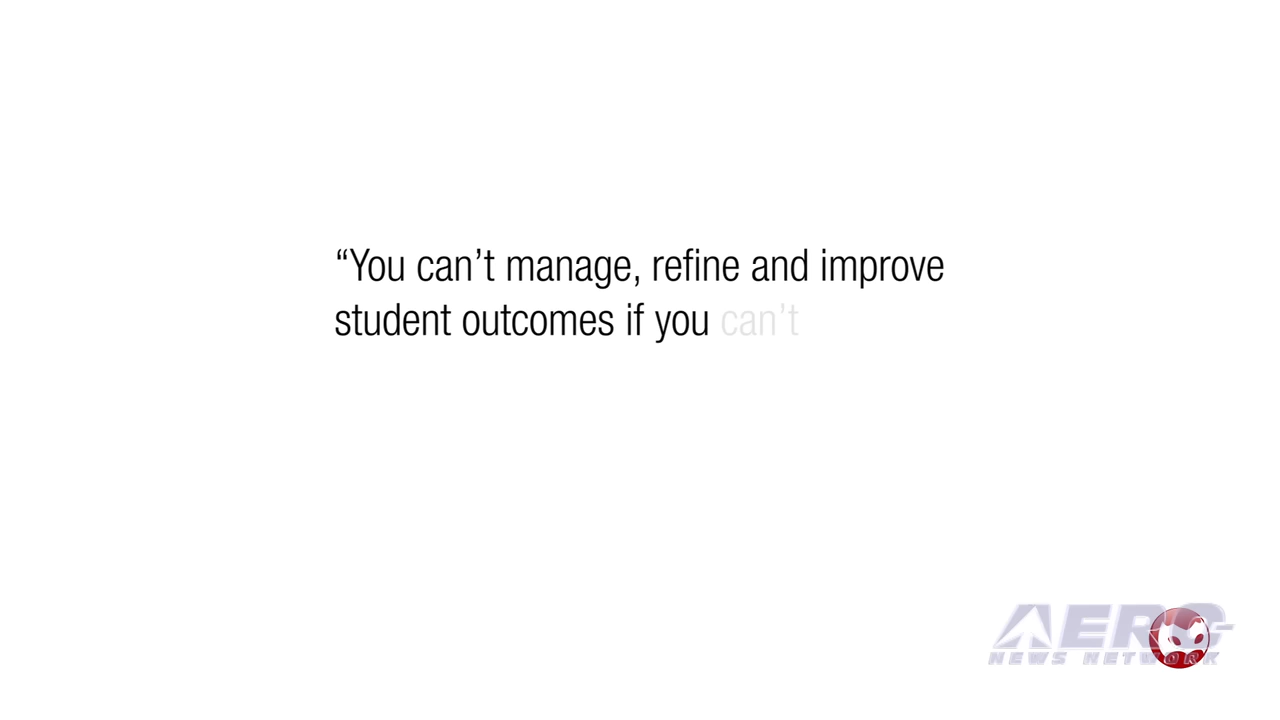 “You can’t manage, refine and improve
student outcomes if you can’t
AERO
NEWS NETWORK